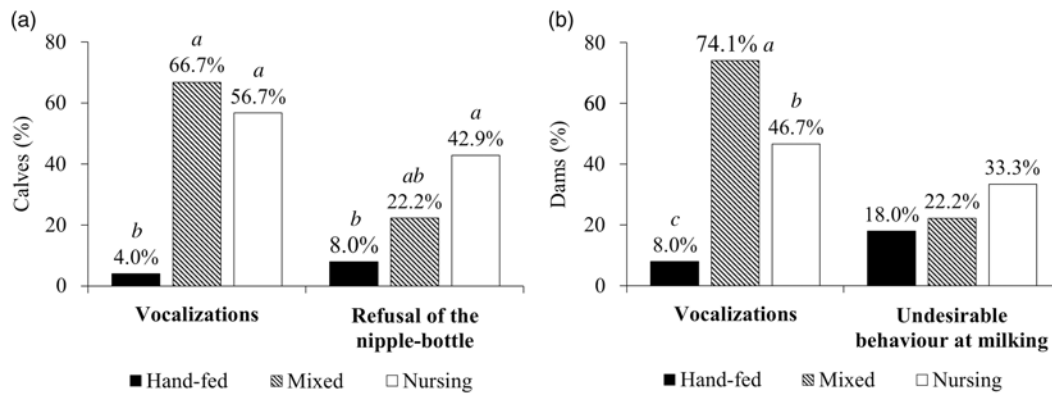 (a)
Calves (%)
80
60
40
20
0
b
4.0%
a
66.7%
a
56.7%
b
8.0%
ab
22.2%
a
42.9%
Vocalizations
Refusal of the
nipple-bottle
Hand-fed
Mixed
Nursing
(b)
Dams (%)
80
60
40
20
0
c
8.0%
74.1% a
b
46.7%
18.0%
22.2%
33.3%
Vocalizations
Undesirable
behaviour at milking
Hand-fed
Mixed
Nursing